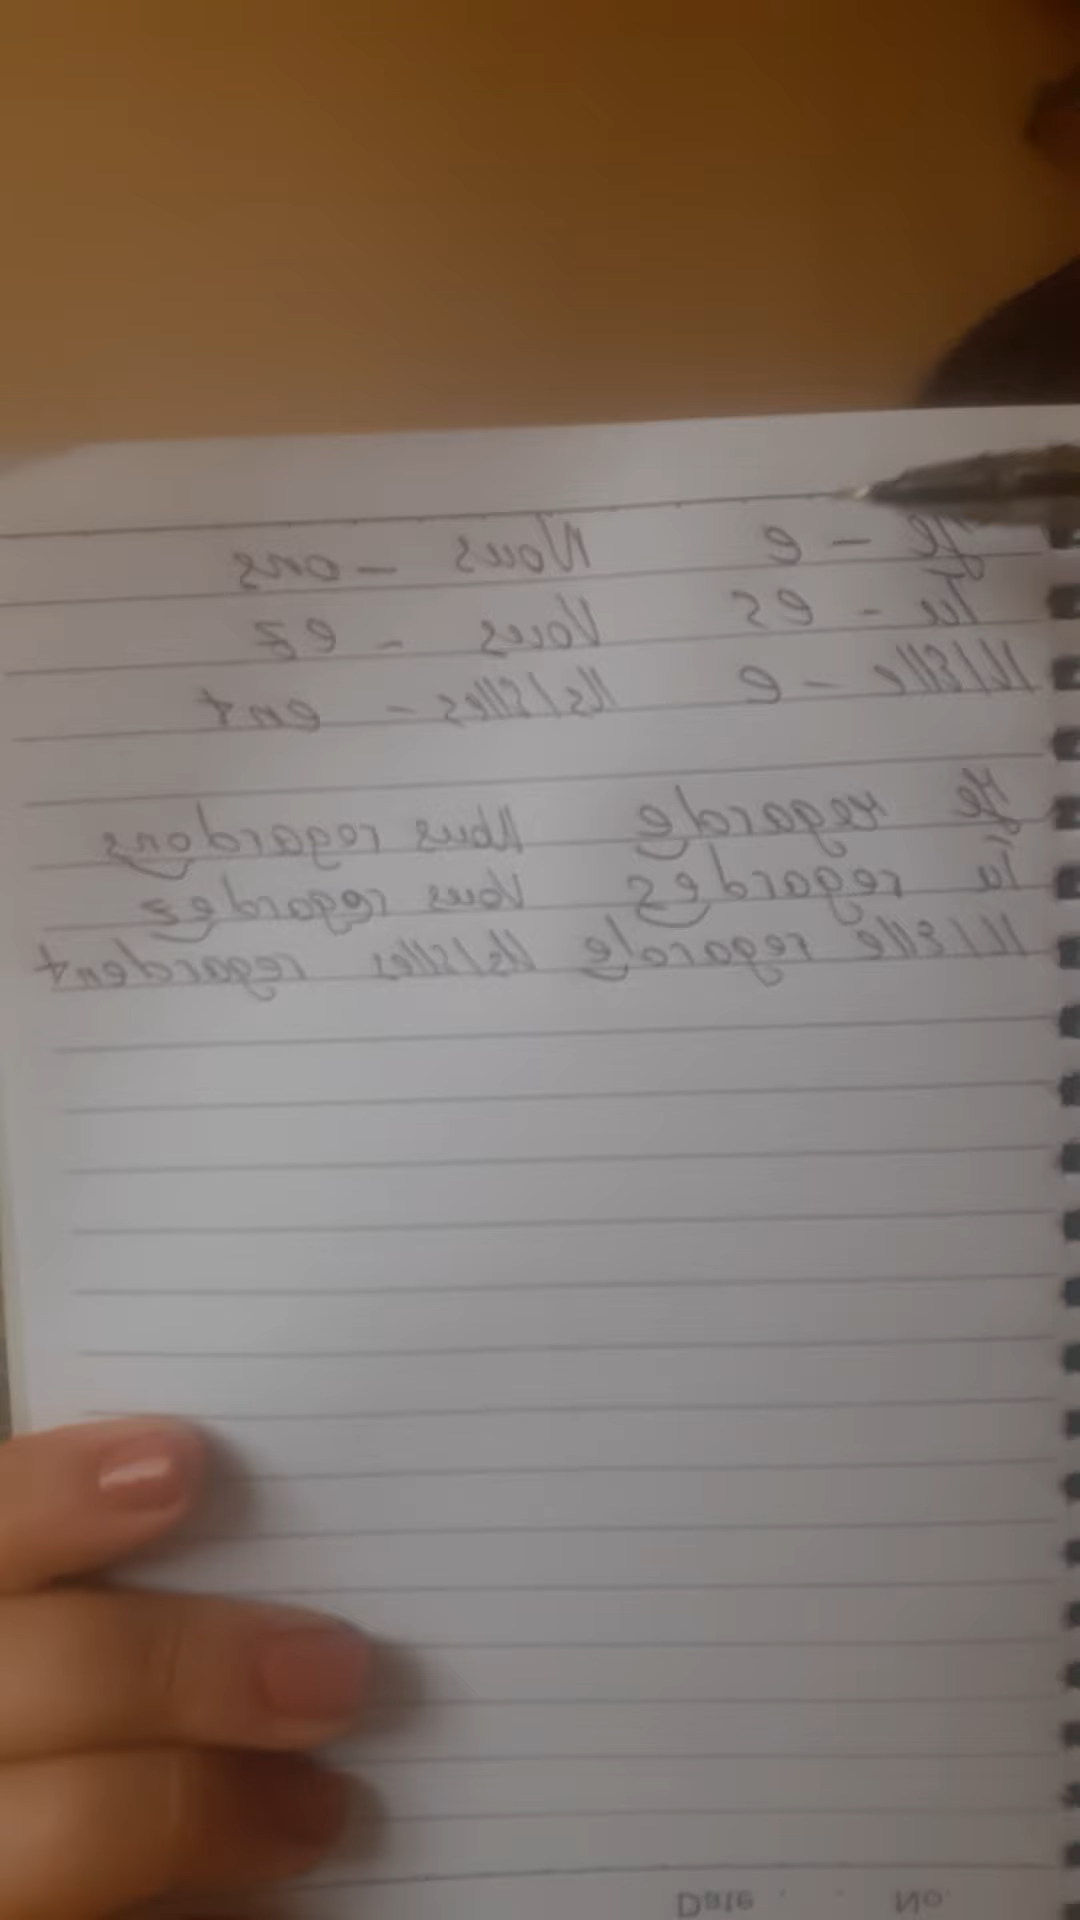 Je - e Nous - ons
Tu - es Vous - ez
Il/Elle - e Ils/Elles - ent
Je regarde Nous regardons
Tu regardes Vous regardez
Il/Elle regarde Ils/Elles regardent
No. Date . .